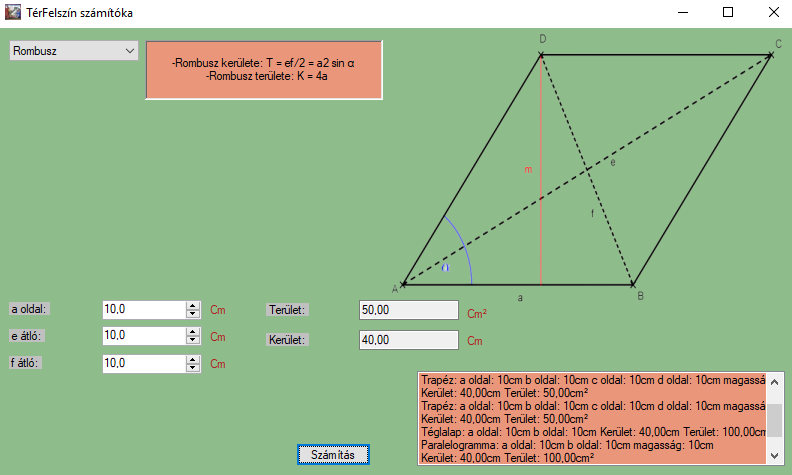 TérFelszín számítóka
Rombusz
-Rombusz kerülete: T = ef/2 = a2 sin α
-Rombusz területe: K = 4a
D
C
m
e
f
α
A
a
B
a oldal: 10,0 Cm
Terület: 50,00 Cm²
e átló: 10,0 Cm
Kerület: 40,00 Cm
f átló: 10,0 Cm
Trapéz: a oldal: 10cm b oldal: 10cm c oldal: 10cm d oldal: 10cm magassá
Kerület: 40,00cm Terület: 50,00cm²
Trapéz: a oldal: 10cm b oldal: 10cm c oldal: 10cm d oldal: 10cm magassá
Kerület: 40,00cm Terület: 50,00cm²
Téglalap: a oldal: 10cm b oldal: 10cm Kerület: 40,00cm Terület: 100,00cm
Paralelogramma: a oldal: 10cm b oldal: 10cm magasság: 10cm
Kerület: 40,00cm Terület: 100,00cm²
Számítás